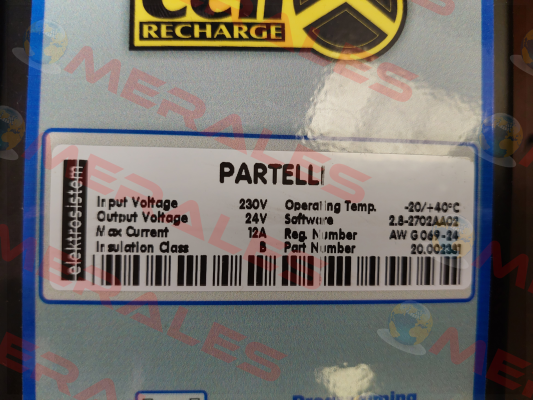 RECHARGE
PARTELLI
elektrosistem
Input Voltage 230V Operating Temp. -20/+40°C
Output Voltage 24V Software 2.8-2702AA02
Max Current 12A Reg. Number AW G 069-24
Insulation Class B Part Number 20.002381
MERALES
MERALES
MERALES
MERALES